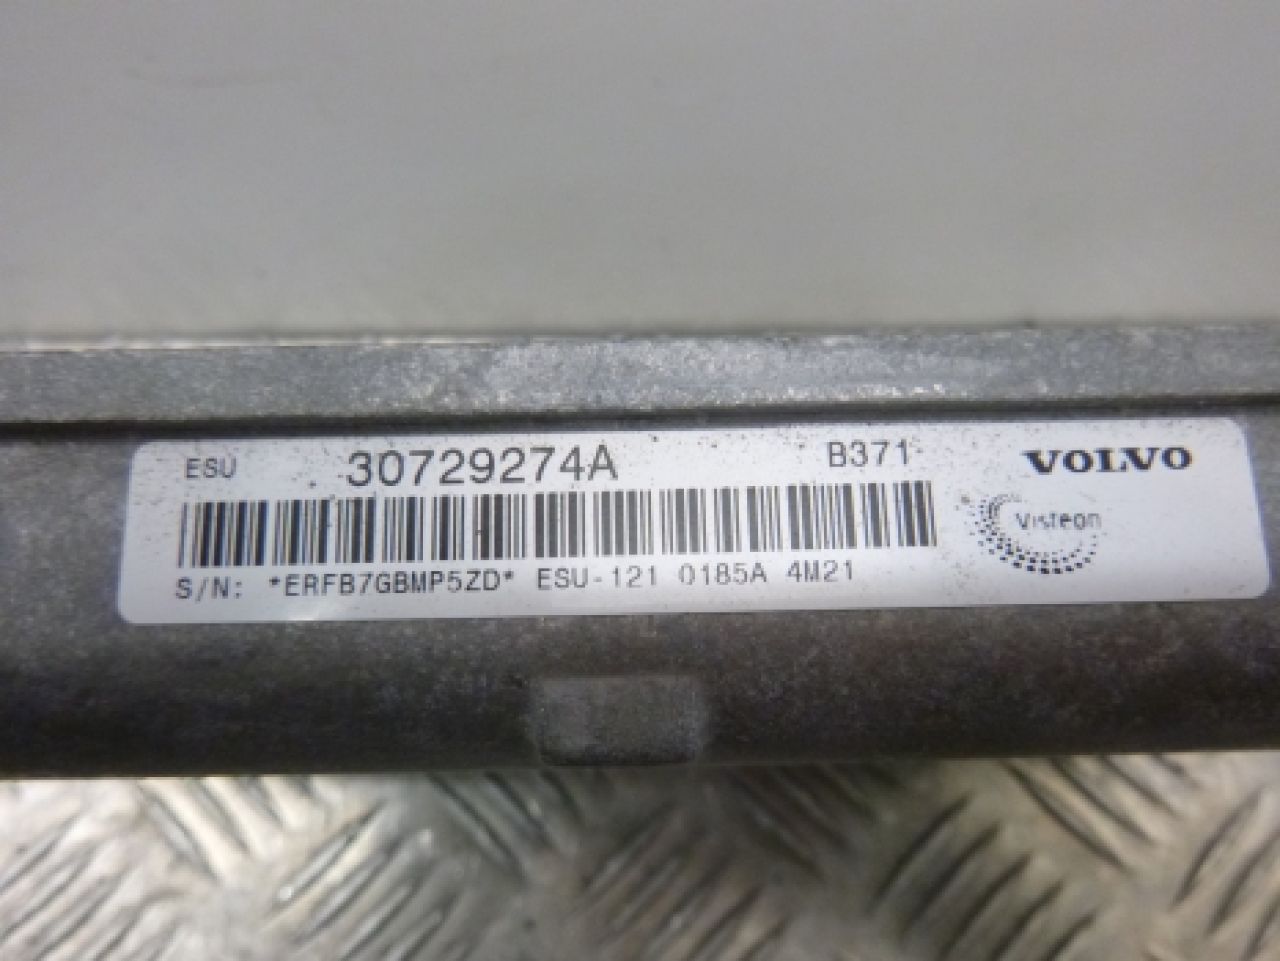 ESU 30729274A B371 VOLVO
Visteon
S/N: *ERFB7GBMP5ZD* ESU-121 0185A 4M21